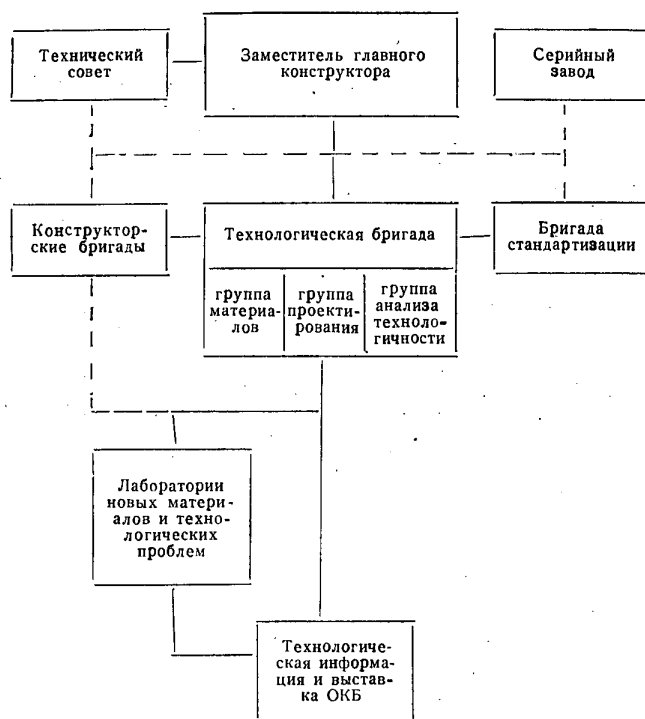 Технический
совет
Заместитель главного
конструктора
Серийный
завод
Конструктор-
ские бригады
Технологическая бригада
группа
материа-
лов
группа
проекти-
рования
группа
анализа
техноло-
гичности
Бригада
стандартизации
Лаборатории
новых матери-
алов и техно-
логических
проблем
Технологиче-
ская информа-
ция и выстав-
ка ОКБ